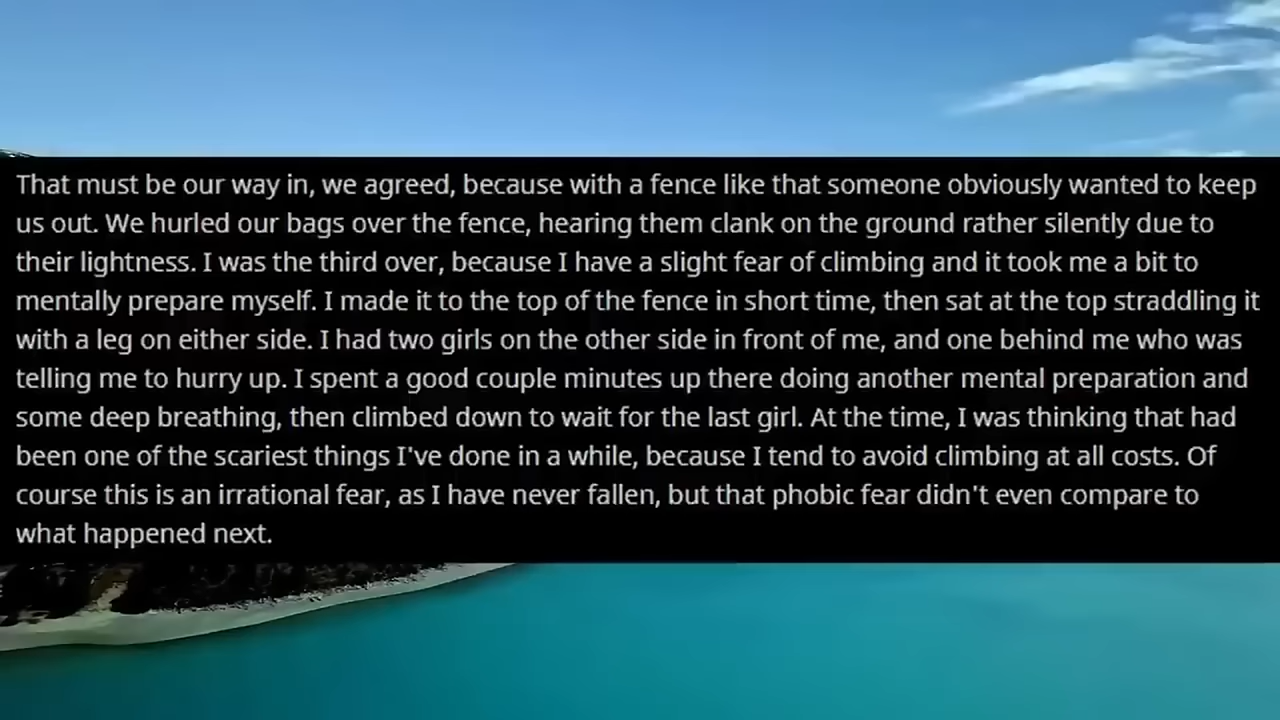 That must be our way in, we agreed, because with a fence like that someone obviously wanted to keep
us out. We hurled our bags over the fence, hearing them clank on the ground rather silently due to
their lightness. I was the third over, because I have a slight fear of climbing and it took me a bit to
mentally prepare myself. I made it to the top of the fence in short time, then sat at the top straddling it
with a leg on either side. I had two girls on the other side in front of me, and one behind me who was
telling me to hurry up. I spent a good couple minutes up there doing another mental preparation and
some deep breathing, then climbed down to wait for the last girl. At the time, I was thinking that had
been one of the scariest things I've done in a while, because I tend to avoid climbing at all costs. Of
course this is an irrational fear, as I have never fallen, but that phobic fear didn't even compare to
what happened next.